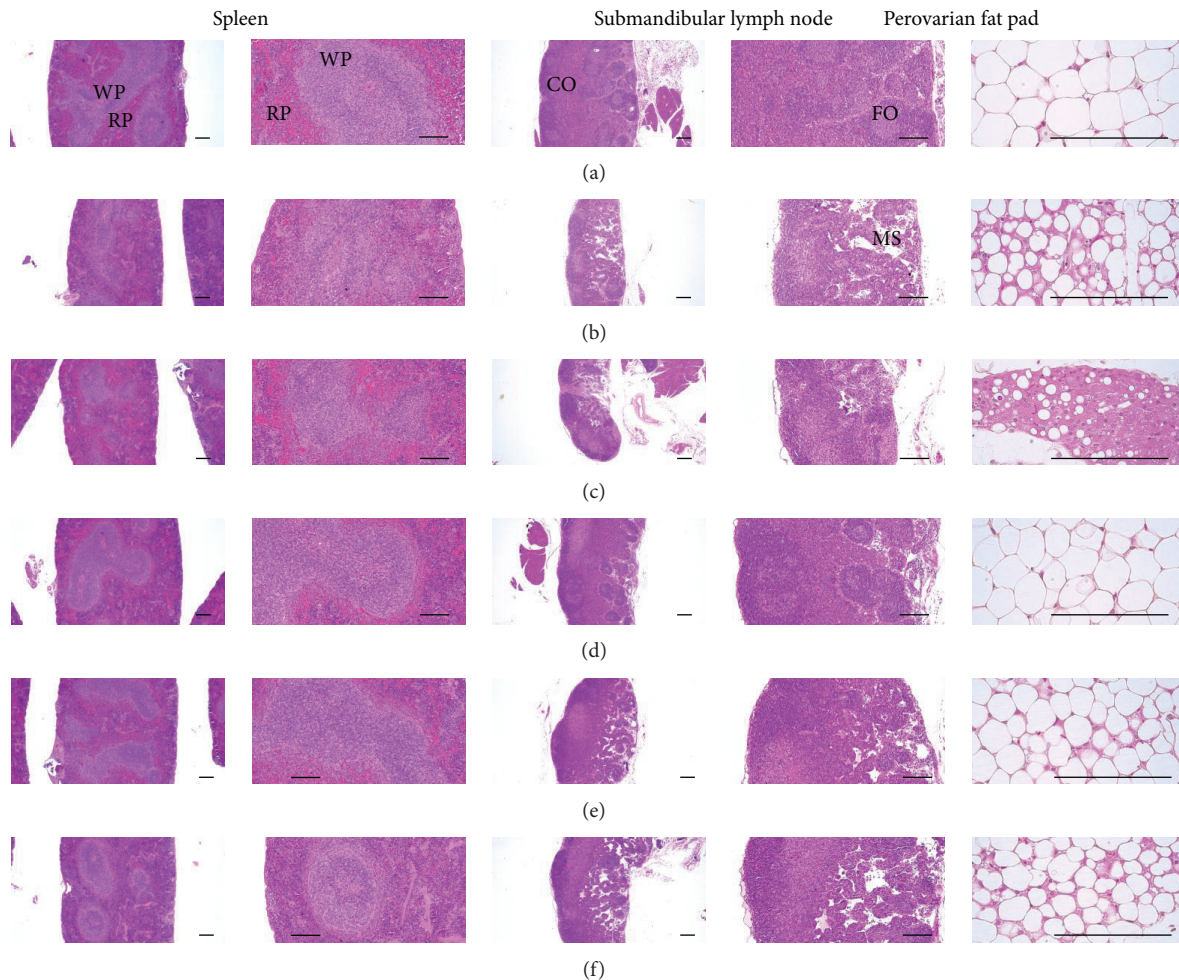 Spleen Submandibular lymph node Perovarian fat pad
WP
RP
WP
RP
CO
FO
(a)
MS
(b)
(c)
(d)
(e)
(f)